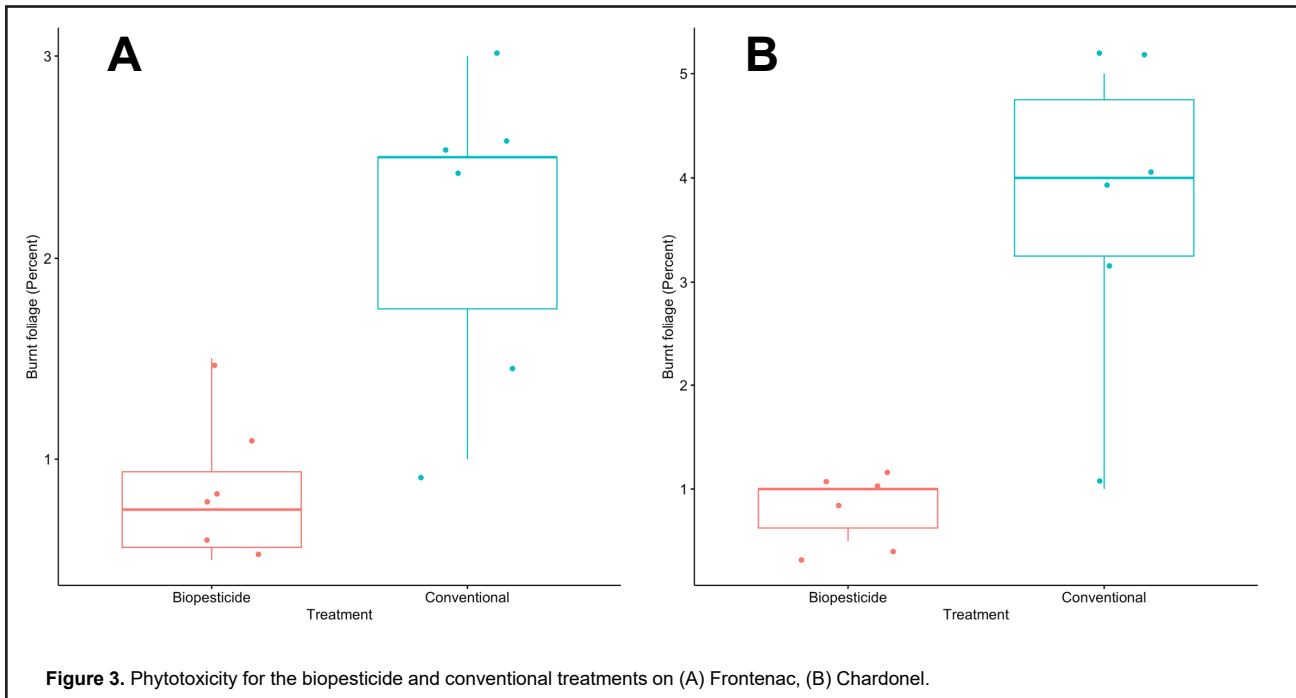 A
B
3
2
1
Burnt foliage (Percent)
Biopesticide
Conventional
Treatment
5
4
3
2
1
Burnt foliage (Percent)
Biopesticide
Conventional
Treatment
Figure 3. Phytotoxicity for the biopesticide and conventional treatments on (A) Frontenac, (B) Chardonel.